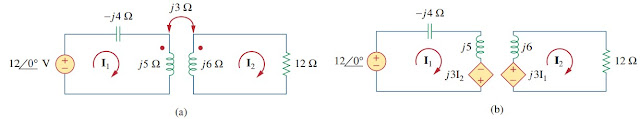 j3 Ω
−j4 Ω
12/0° V + − I₁ j5 Ω j6 Ω I₂ 12 Ω
(a)
−j4 Ω
12/0° + − I₁ j5 j6 I₂ 12 Ω
j3I₂ − + + − j3I₁
(b)